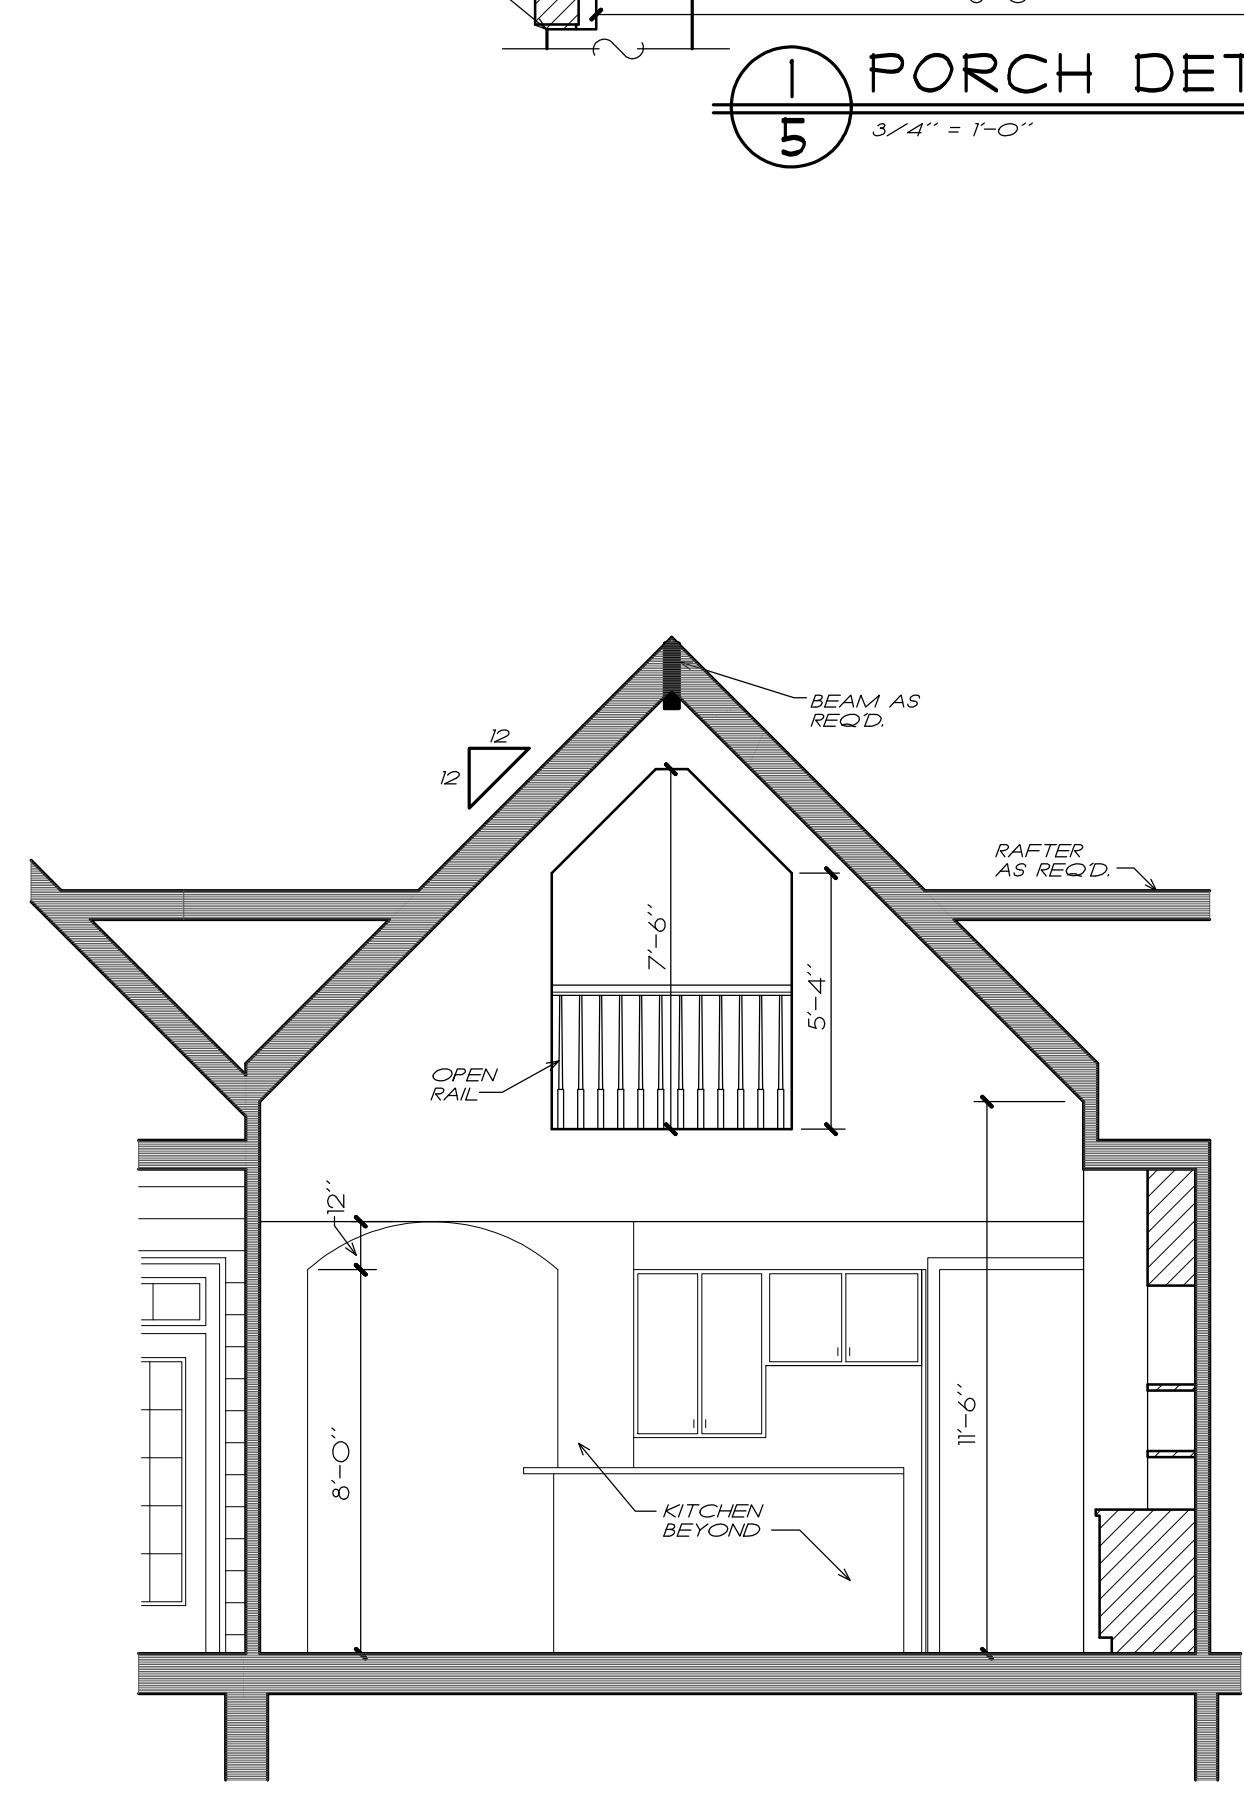 1
PORCH DET
5
3/4" = 1'-0"
BEAM AS
REQ'D.
12
12
RAFTER
AS REQ'D.
7'-6"
5'-4"
OPEN
RAIL
12"
11'-6"
8'-0"
KITCHEN
BEYOND